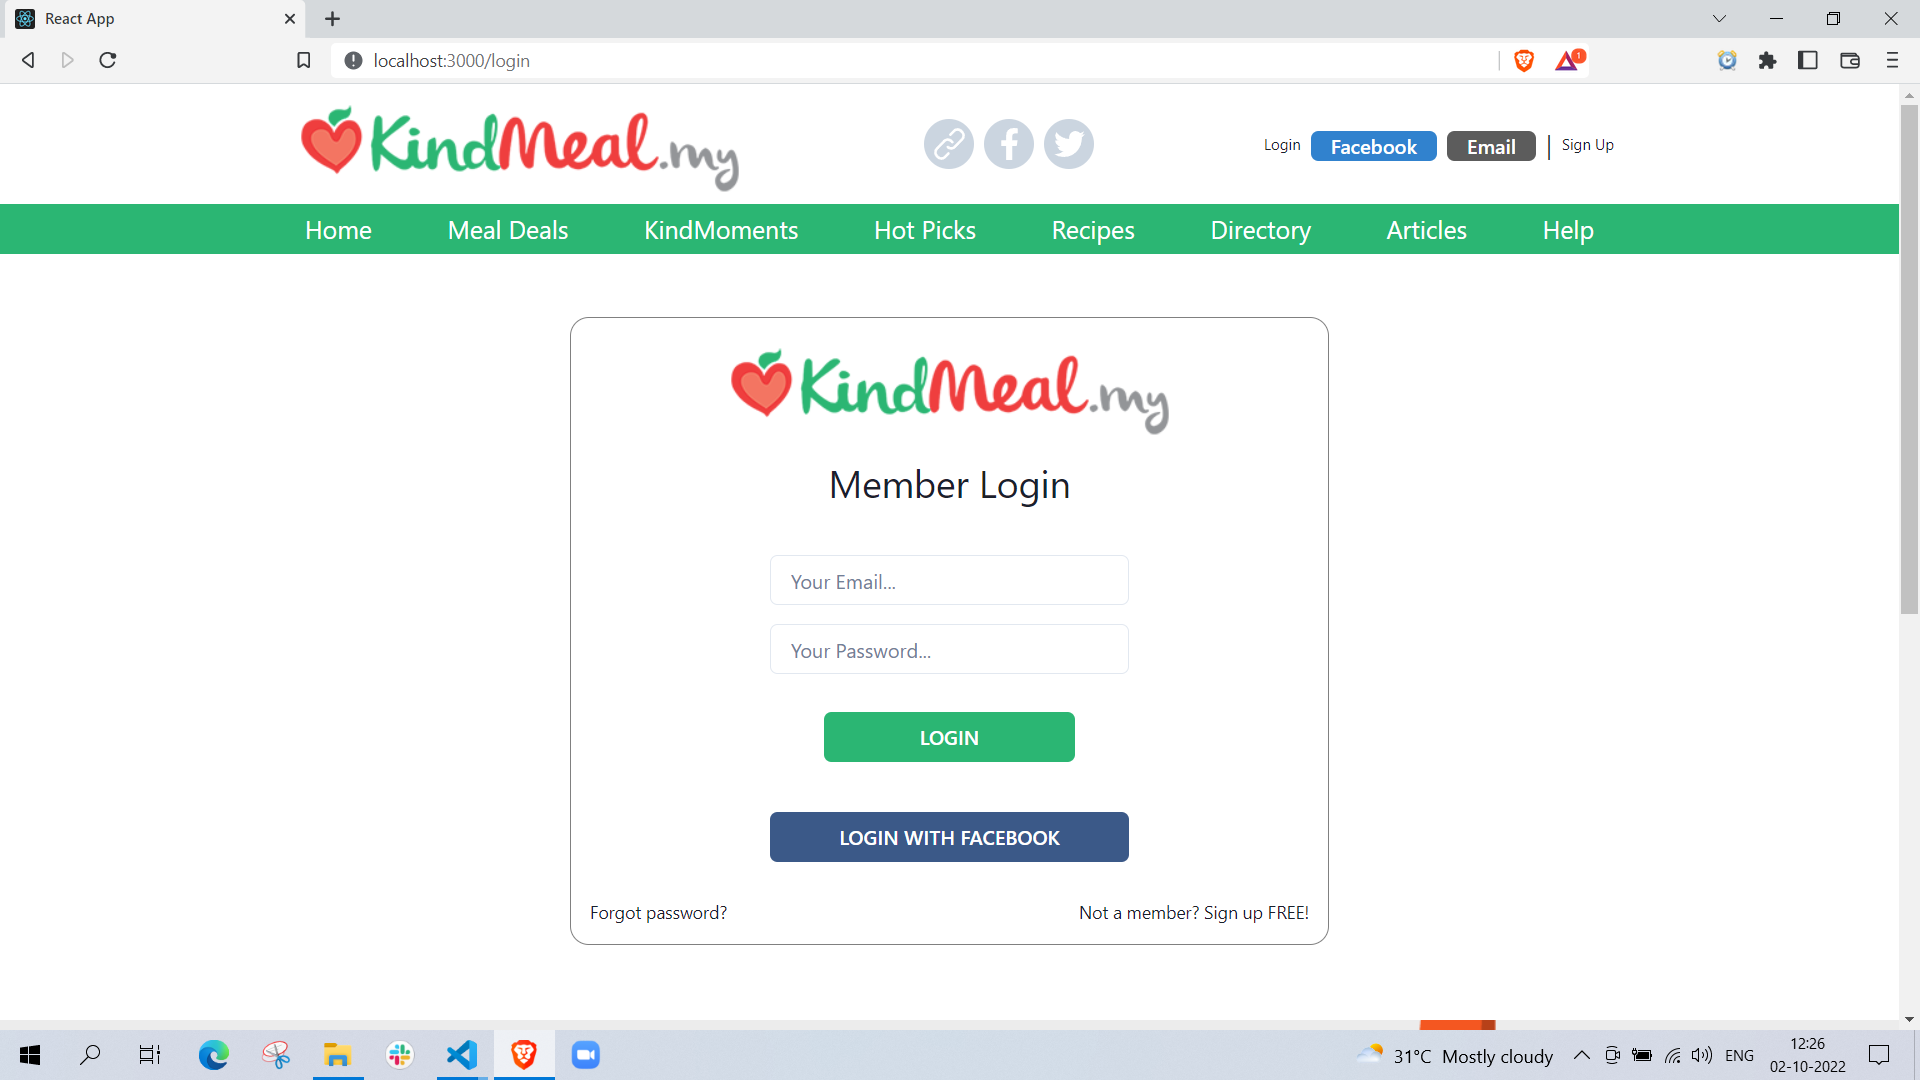 React App
localhost:3000/login
1
KindMeal.my
Login Facebook Email | Sign Up
Home Meal Deals KindMoments Hot Picks Recipes Directory Articles Help
KindMeal.my
Member Login
Your Email...
Your Password...
LOGIN
LOGIN WITH FACEBOOK
Forgot password? Not a member? Sign up FREE!
31°C Mostly cloudy ENG 12:26
02-10-2022